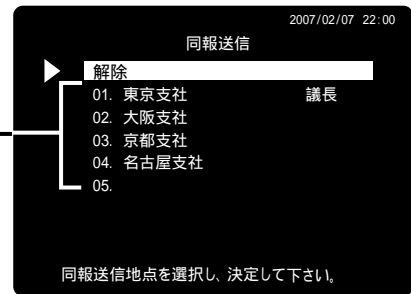 2007/02/07 22:00
同報送信
解除
01. 東京支社 議長
02. 大阪支社
03. 京都支社
04. 名古屋支社
05.
同報送信地点を選択し、決定して下さい。